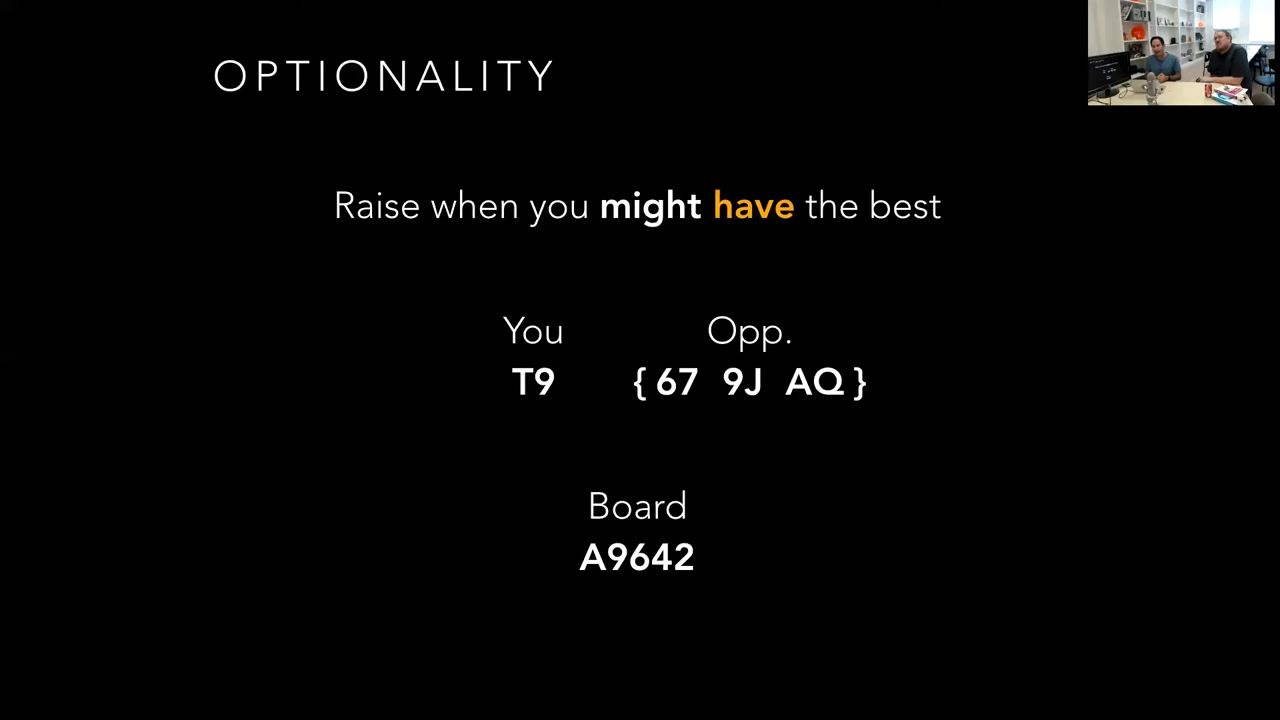 OPTIONALITY
Raise when you might have the best
You Opp.
T9 { 67 9J AQ }
Board
A9642